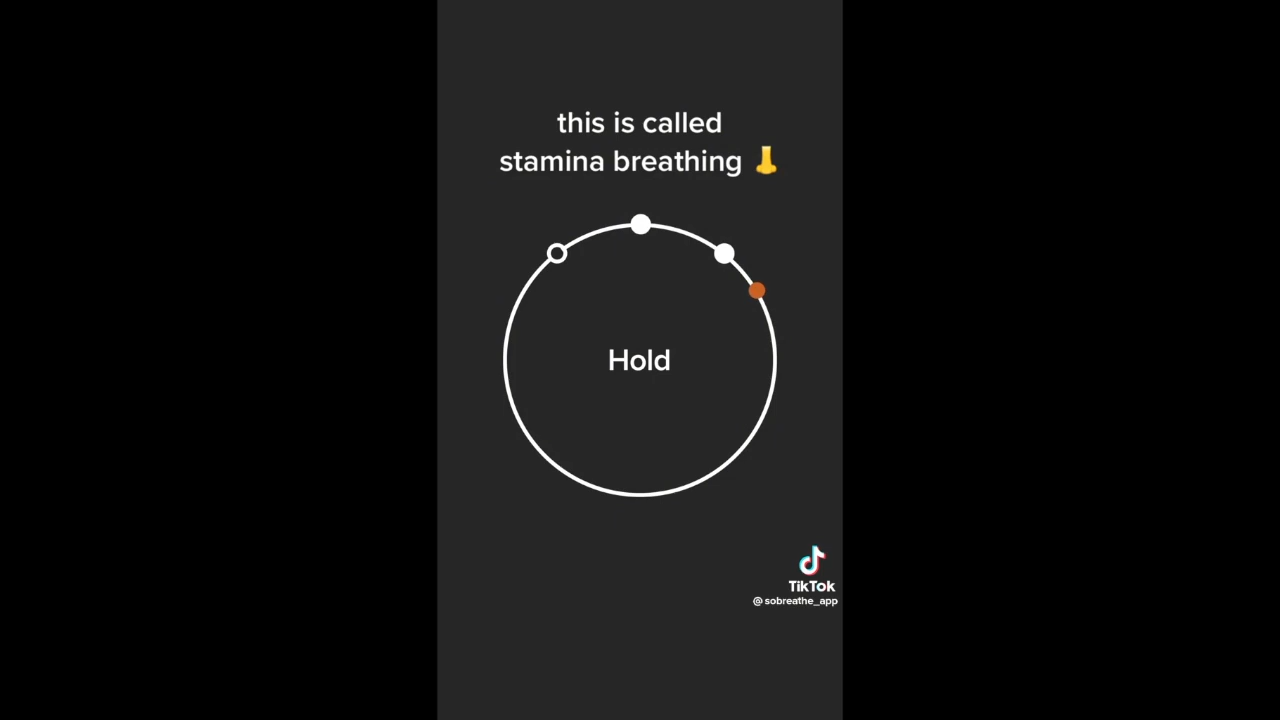 this is called
stamina breathing 👃
Hold
TikTok
@sobreathe_app